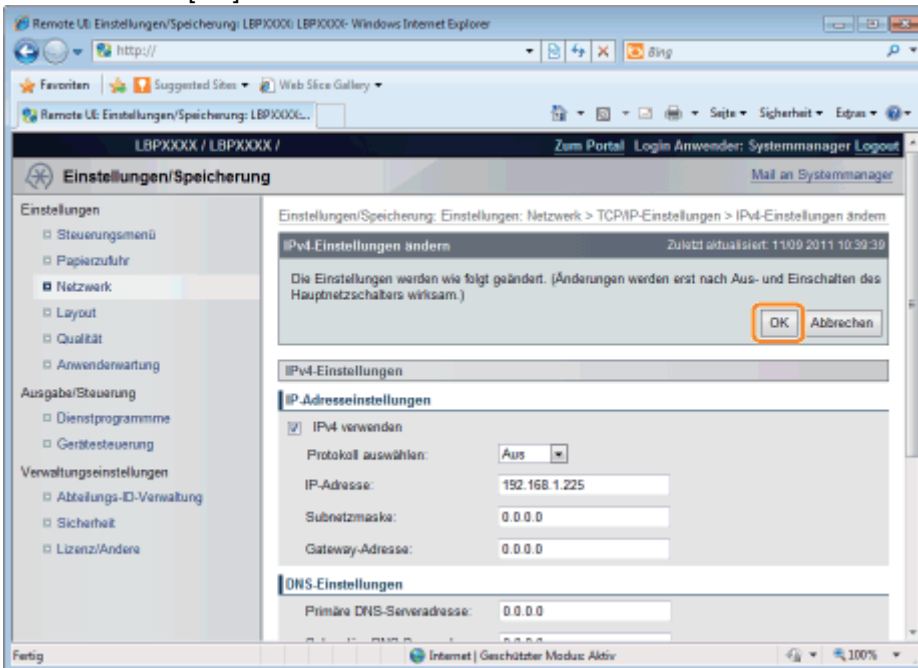 Remote UI: Einstellungen/Speicherung: LBPXXXX: LBPXXXX- Windows Internet Explorer
http://
Bing
Favoriten Suggested Sites Web Slice Gallery
Remote UI: Einstellungen/Speicherung: LBPXXXX:...
Seite Sicherheit Extras
LBPXXXX / LBPXXXX / Zum Portal Login Anwender: Systemmanager Logout
Einstellungen/Speicherung Mail an Systemmanager
Einstellungen
Steuerungsmenü
Papierzufuhr
Netzwerk
Layout
Qualität
Anwenderwartung
Ausgabe/Steuerung
Dienstprogrammme
Gerätesteuerung
Verwaltungseinstellungen
Abteilungs-ID-Verwaltung
Sicherheit
Lizenz/Andere
Einstellungen/Speicherung: Einstellungen: Netzwerk > TCP/IP-Einstellungen > IPv4-Einstellungen ändern
IPv4-Einstellungen ändern Zuletzt aktualisiert: 11/09 2011 10:39:39
Die Einstellungen werden wie folgt geändert. (Änderungen werden erst nach Aus- und Einschalten des
Hauptnetzschalters wirksam.)
OK Abbrechen
IPv4-Einstellungen
IP-Adresseinstellungen
IPv4 verwenden
Protokoll auswählen: Aus
IP-Adresse: 192.168.1.225
Subnetzmaske: 0.0.0.0
Gateway-Adresse: 0.0.0.0
DNS-Einstellungen
Primäre DNS-Serveradresse: 0.0.0.0
Fertig Internet | Geschützter Modus: Aktiv 100%